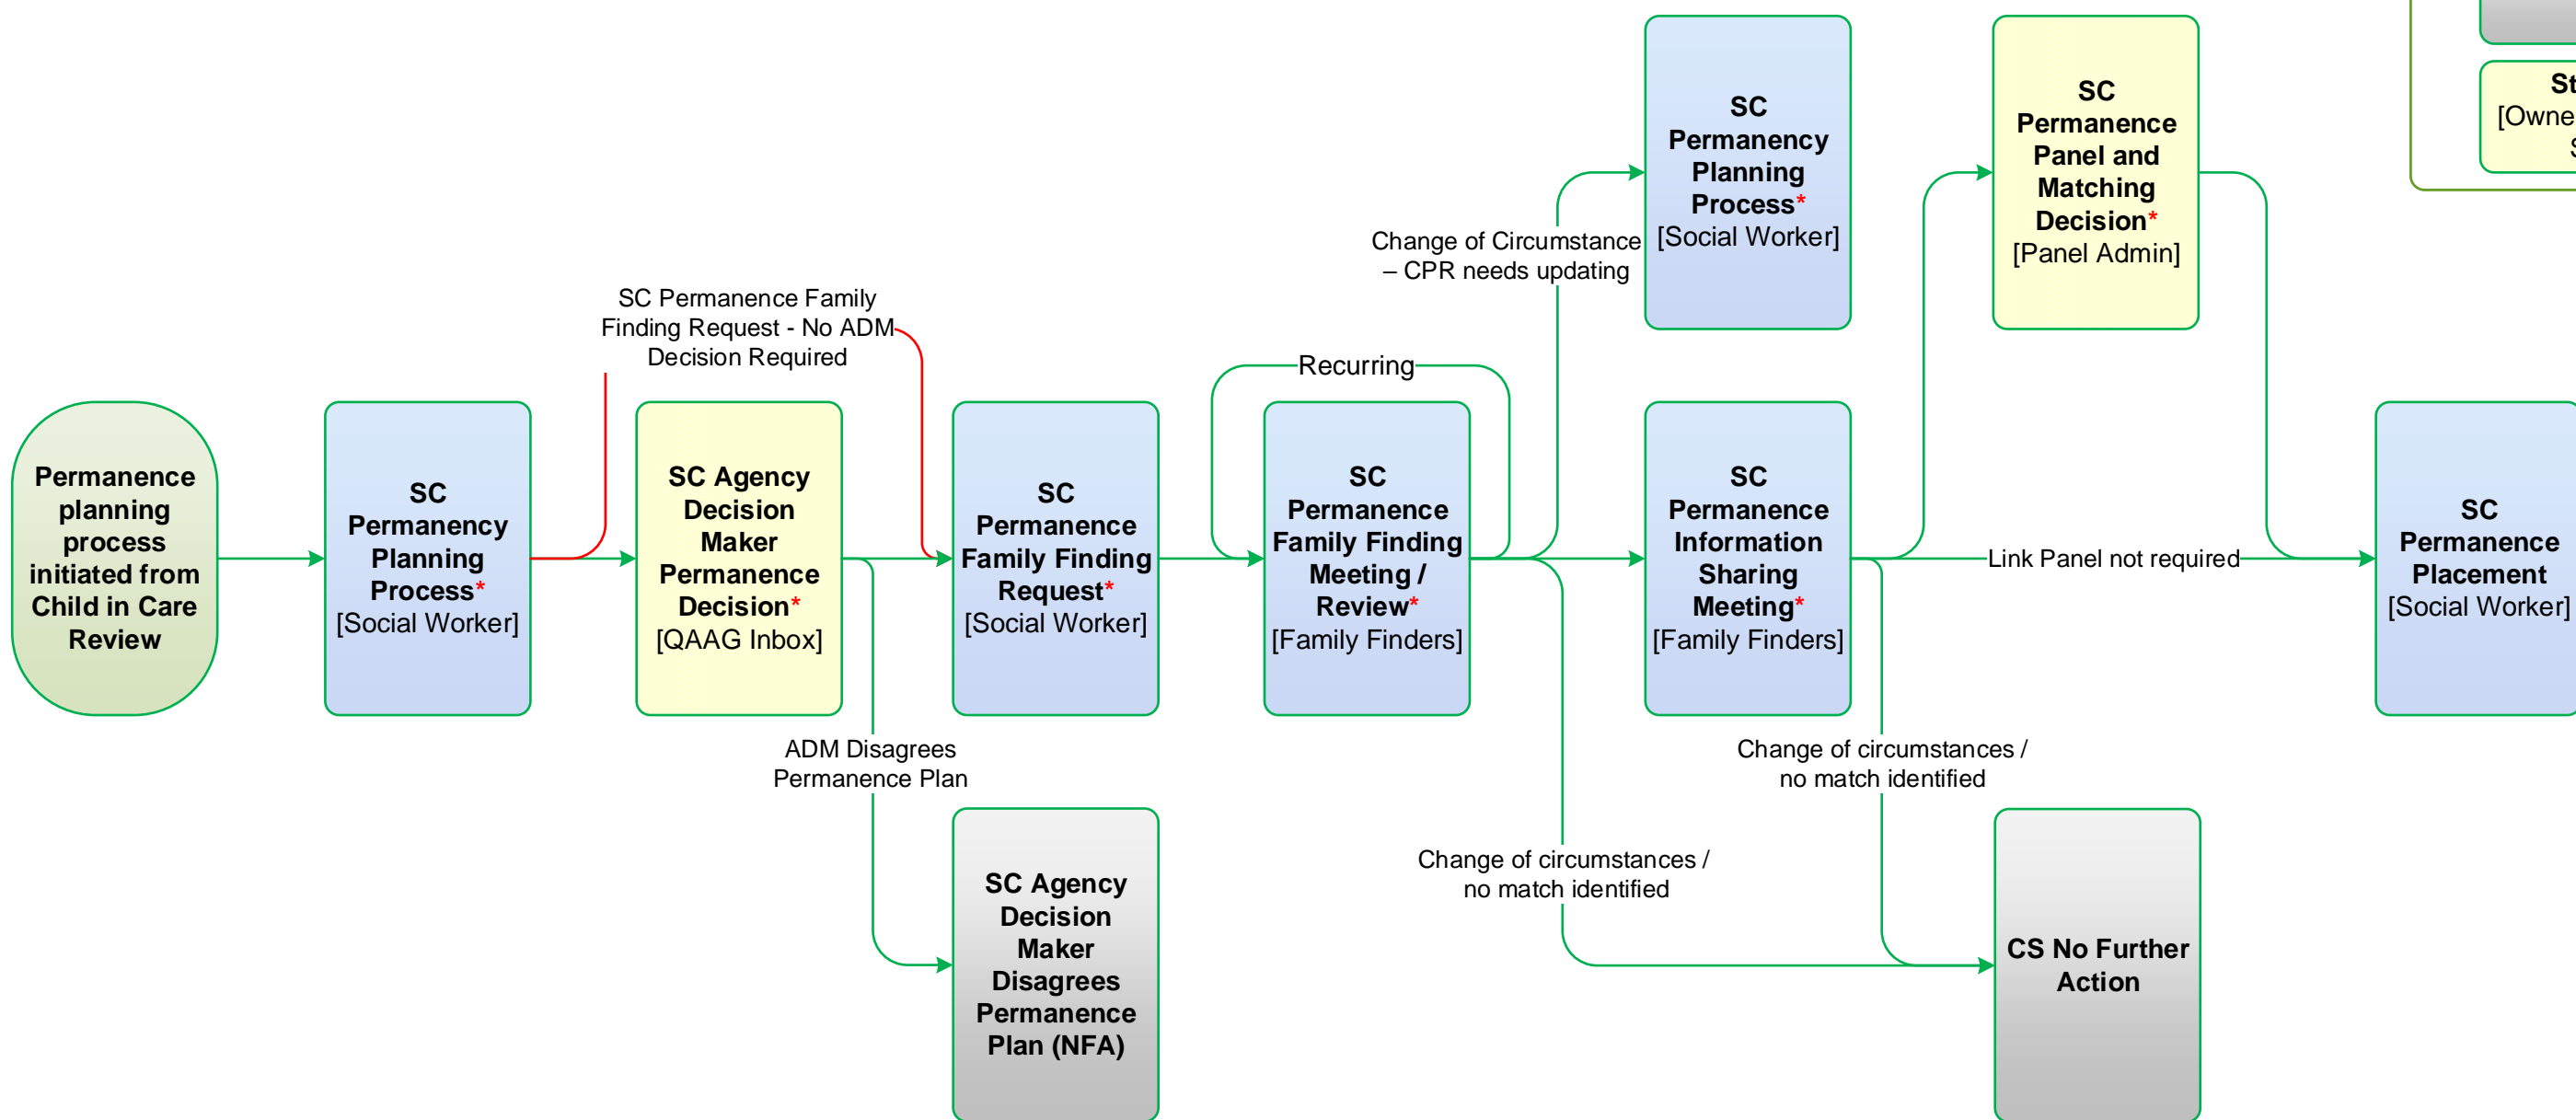 Permanence
planning
process
initiated from
Child in Care
Review
SC
Permanency
Planning
Process*
[Social Worker]
SC Permanence Family
Finding Request - No ADM
Decision Required
SC Agency
Decision
Maker
Permanence
Decision*
[QAAG Inbox]
ADM Disagrees
Permanence Plan
SC Agency
Decision
Maker
Disagrees
Permanence
Plan (NFA)
SC
Permanence
Family Finding
Request*
[Social Worker]
Recurring
SC
Permanence
Family Finding
Meeting /
Review*
[Family Finders]
Change of Circumstance
– CPR needs updating
SC
Permanency
Planning
Process*
[Social Worker]
SC
Permanence
Information
Sharing
Meeting*
[Family Finders]
Change of circumstances /
no match identified
Change of circumstances /
no match identified
CS No Further
Action
SC
Permanence
Panel and
Matching
Decision*
[Panel Admin]
Link Panel not required
SC
Permanence
Placement
[Social Worker]